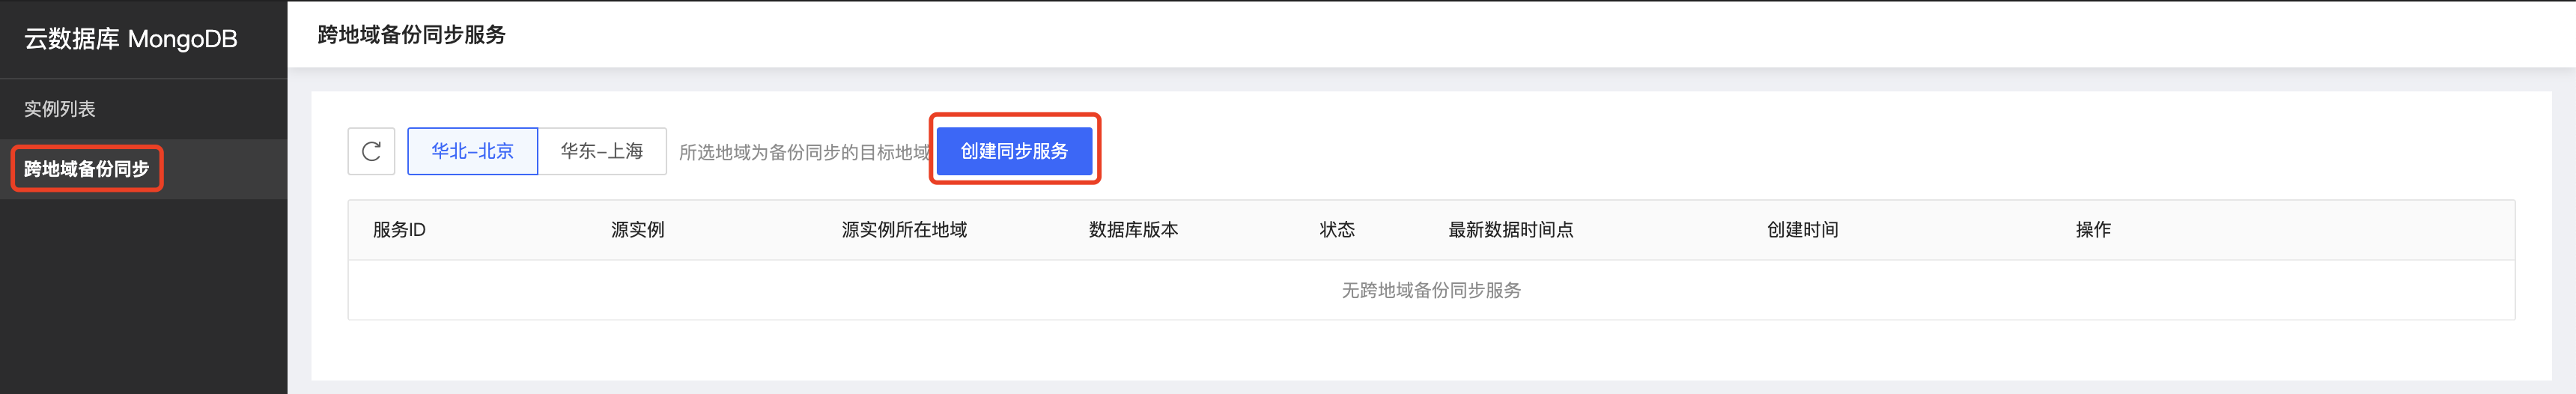 云数据库 MongoDB
跨地域备份同步服务
实例列表
跨地域备份同步
华北-北京 华东-上海 所选地域为备份同步的目标地域 创建同步服务
服务ID 源实例 源实例所在地域 数据库版本 状态 最新数据时间点 创建时间 操作
无跨地域备份同步服务